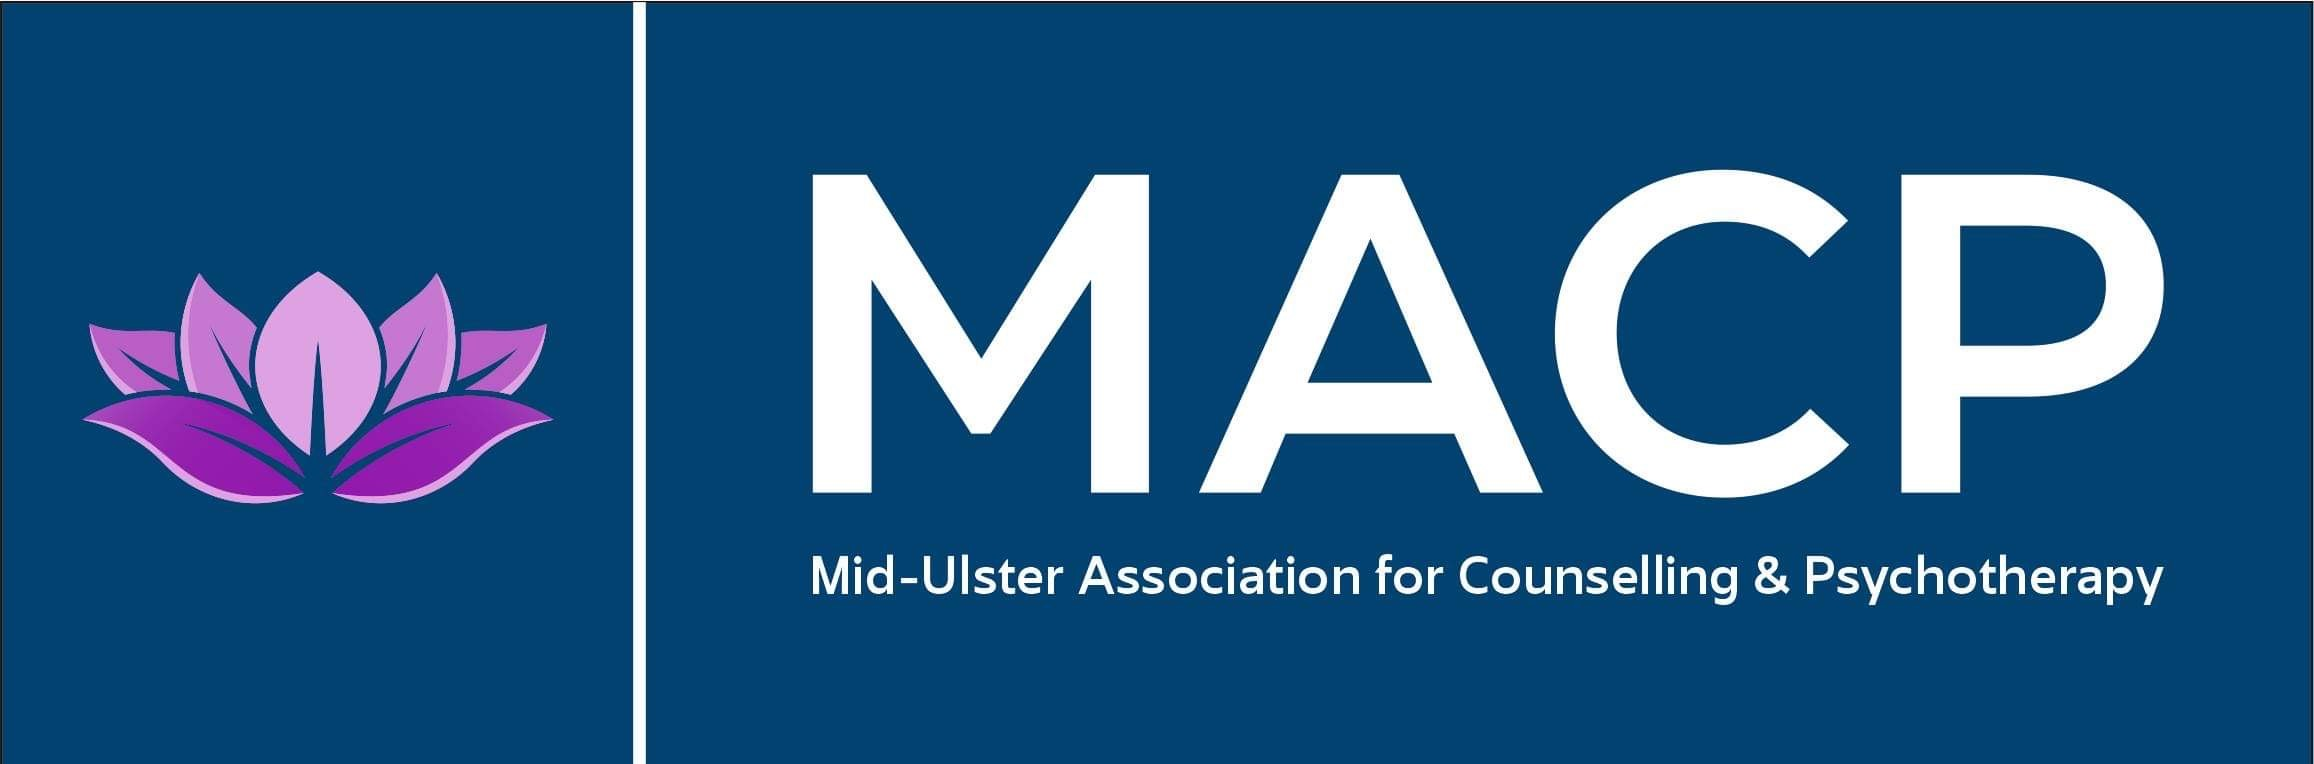 MACP
Mid-Ulster Association for Counselling & Psychotherapy